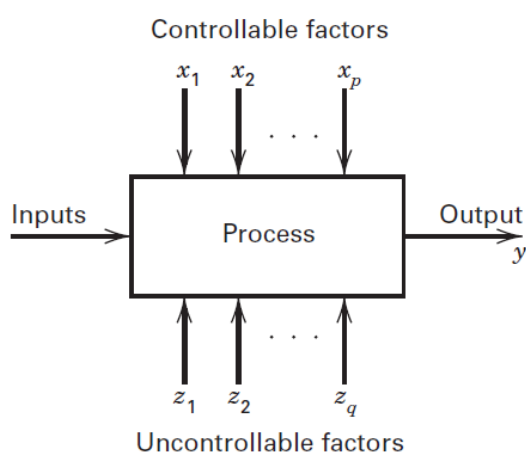 Controllable factors
x1 x2 xp
. . .
Inputs
Process
Output
y
. . .
z1 z2 zq
Uncontrollable factors